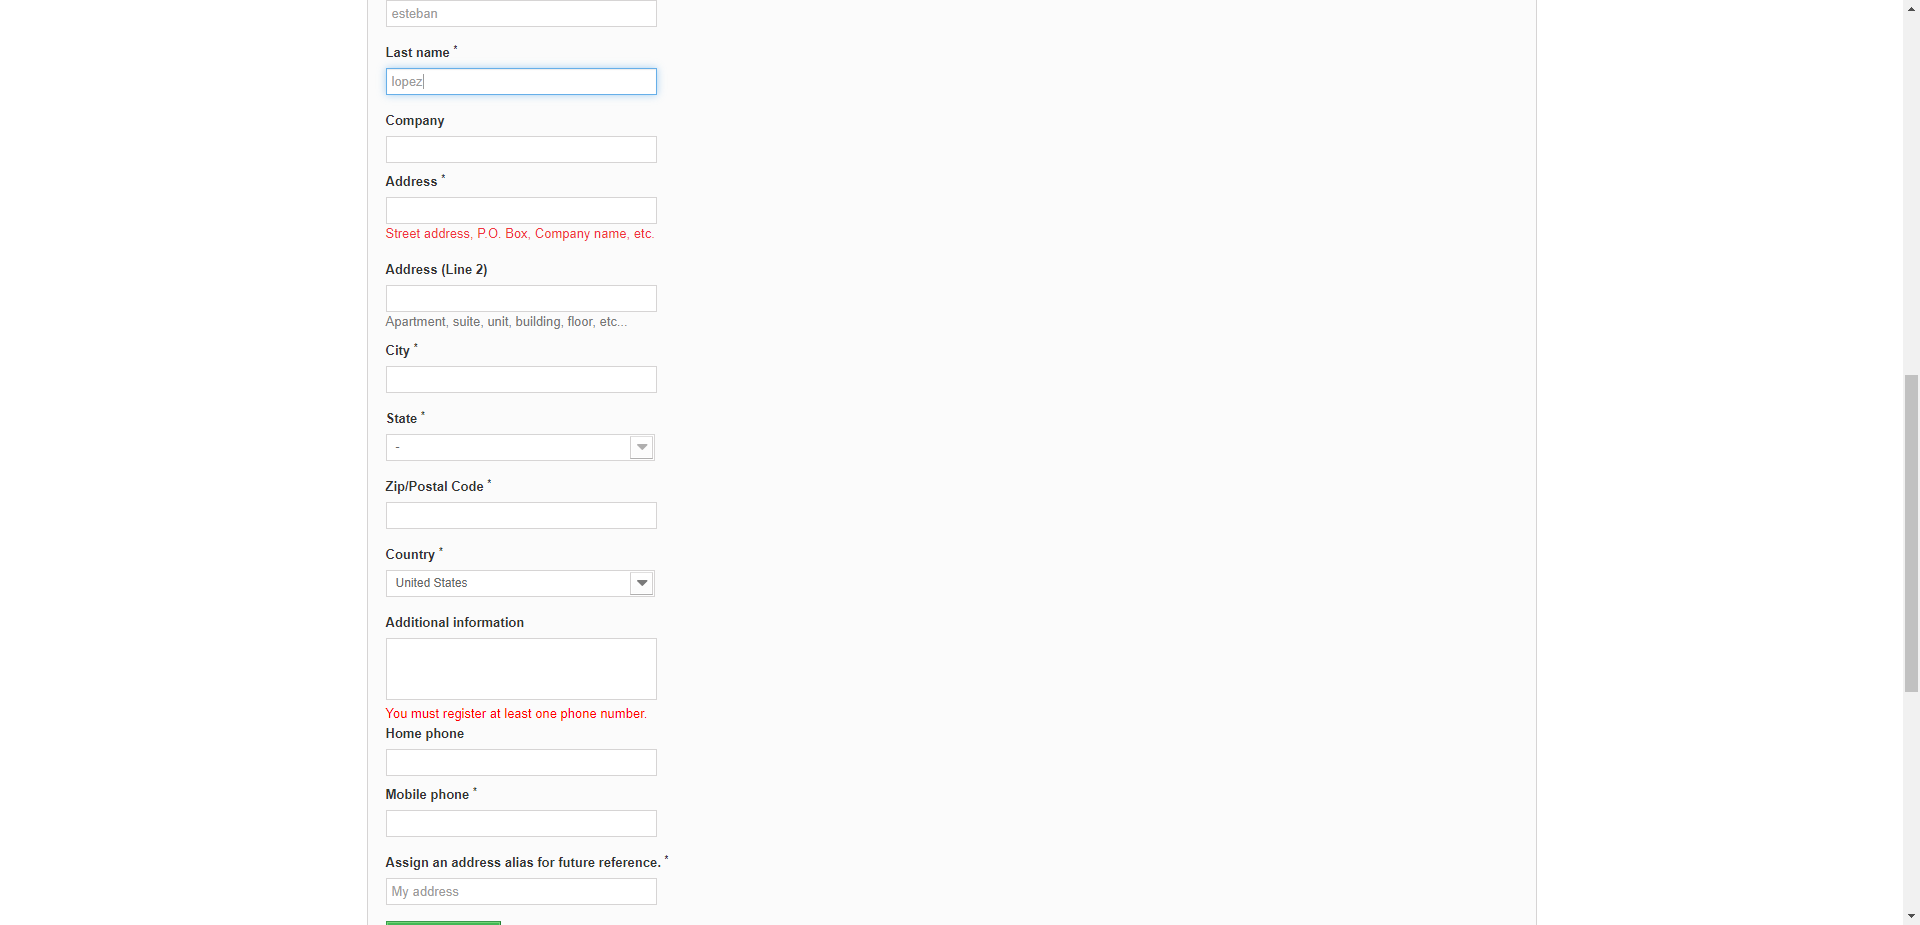 esteban
Last name *
lopez
Company
Address *
Street address, P.O. Box, Company name, etc.
Address (Line 2)
Apartment, suite, unit, building, floor, etc...
City *
State *
-
Zip/Postal Code *
Country *
United States
Additional information
You must register at least one phone number.
Home phone
Mobile phone *
Assign an address alias for future reference. *
My address